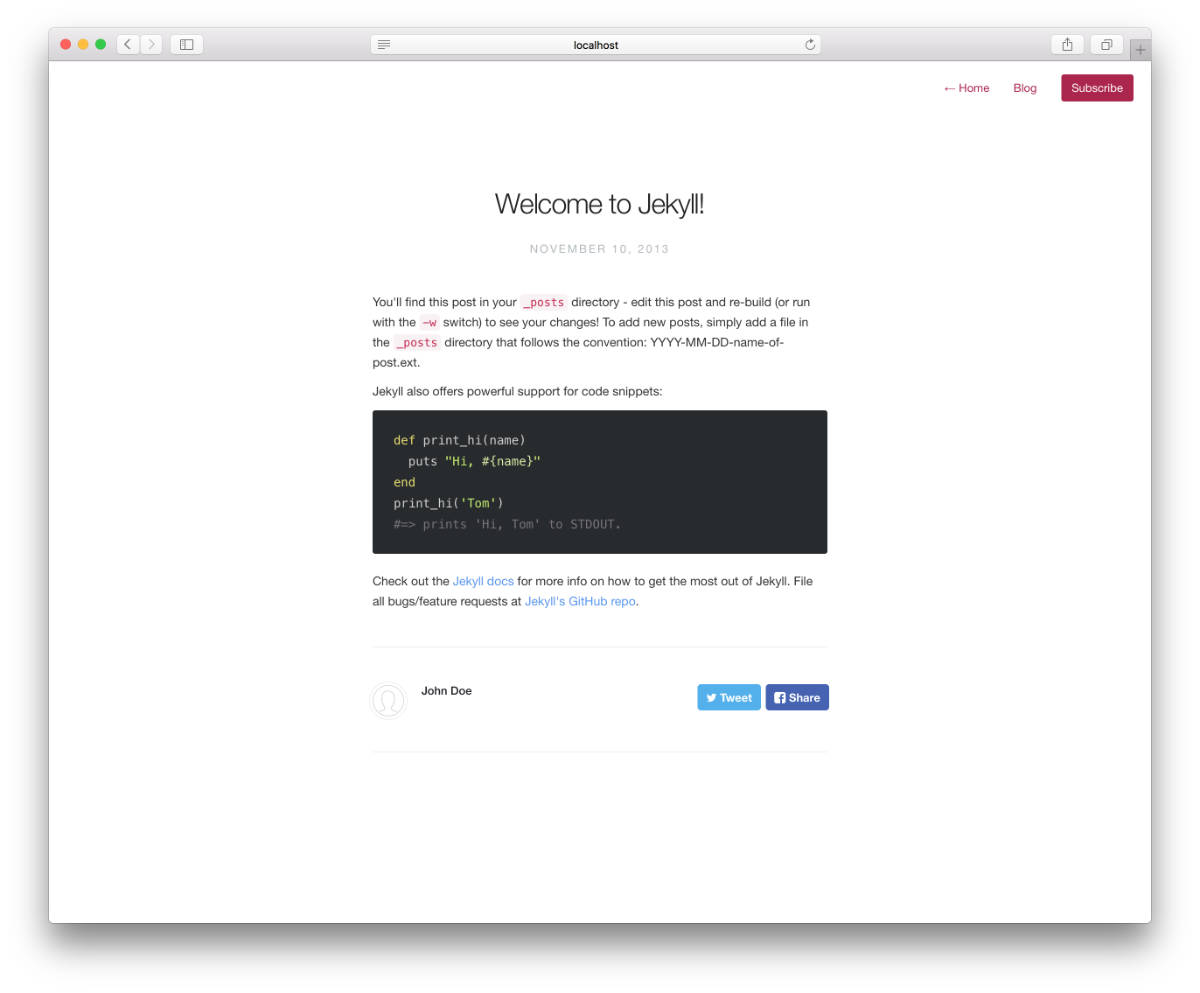 localhost
← Home Blog Subscribe
Welcome to Jekyll!
NOVEMBER 10, 2013
You'll find this post in your _posts directory - edit this post and re-build (or run
with the -w switch) to see your changes! To add new posts, simply add a file in
the _posts directory that follows the convention: YYYY-MM-DD-name-of-
post.ext.
Jekyll also offers powerful support for code snippets:
def print_hi(name)
  puts "Hi, #{name}"
end
print_hi('Tom')
#=> prints 'Hi, Tom' to STDOUT.
Check out the Jekyll docs for more info on how to get the most out of Jekyll. File
all bugs/feature requests at Jekyll's GitHub repo.
John Doe Tweet Share